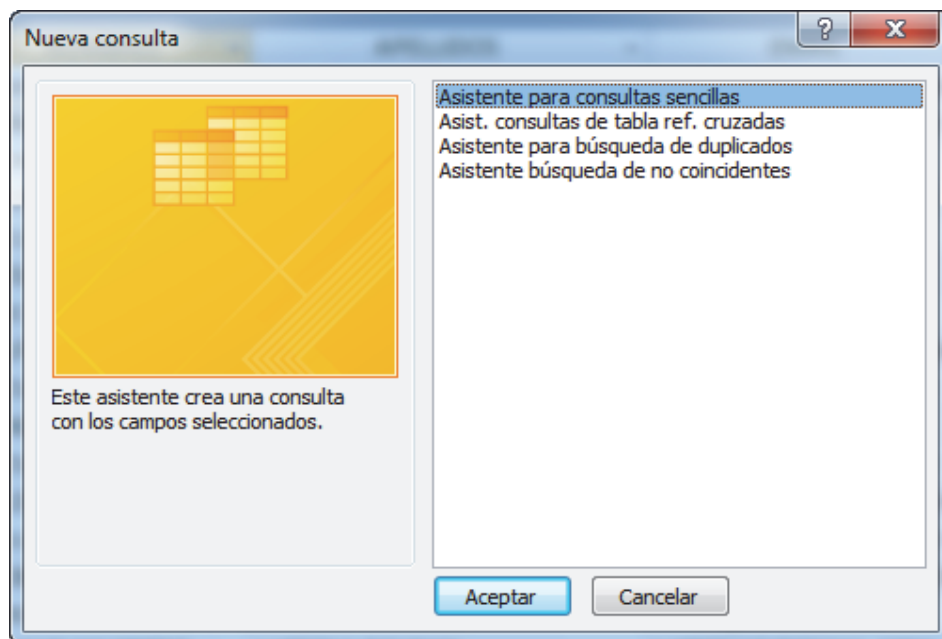 Nueva consulta
Asistente para consultas sencillas
Asist. consultas de tabla ref. cruzadas
Asistente para búsqueda de duplicados
Asistente búsqueda de no coincidentes
Este asistente crea una consulta
con los campos seleccionados.
Aceptar
Cancelar